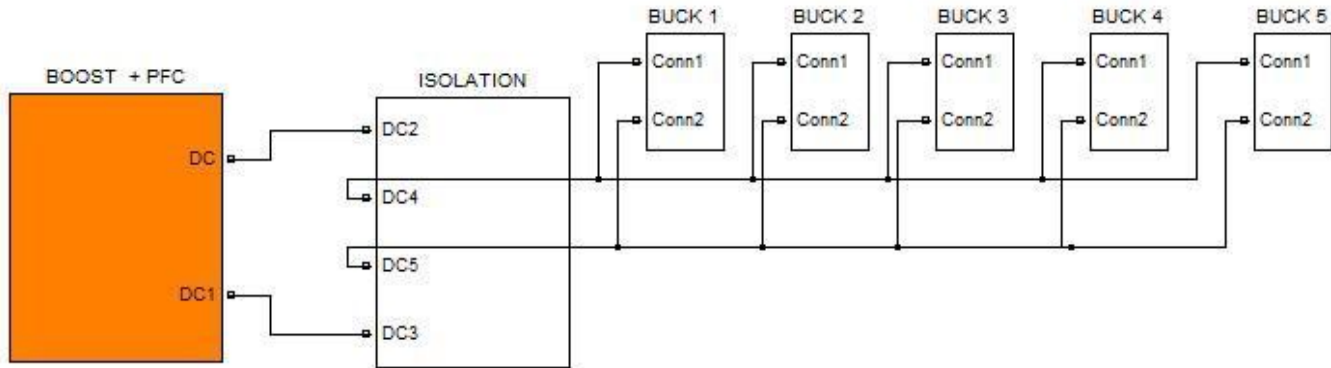 BUCK 1
BUCK 2
BUCK 3
BUCK 4
BUCK 5
Conn1
Conn1
Conn1
Conn1
Conn1
Conn2
Conn2
Conn2
Conn2
Conn2
BOOST + PFC
DC
DC1
ISOLATION
DC2
DC4
DC5
DC3